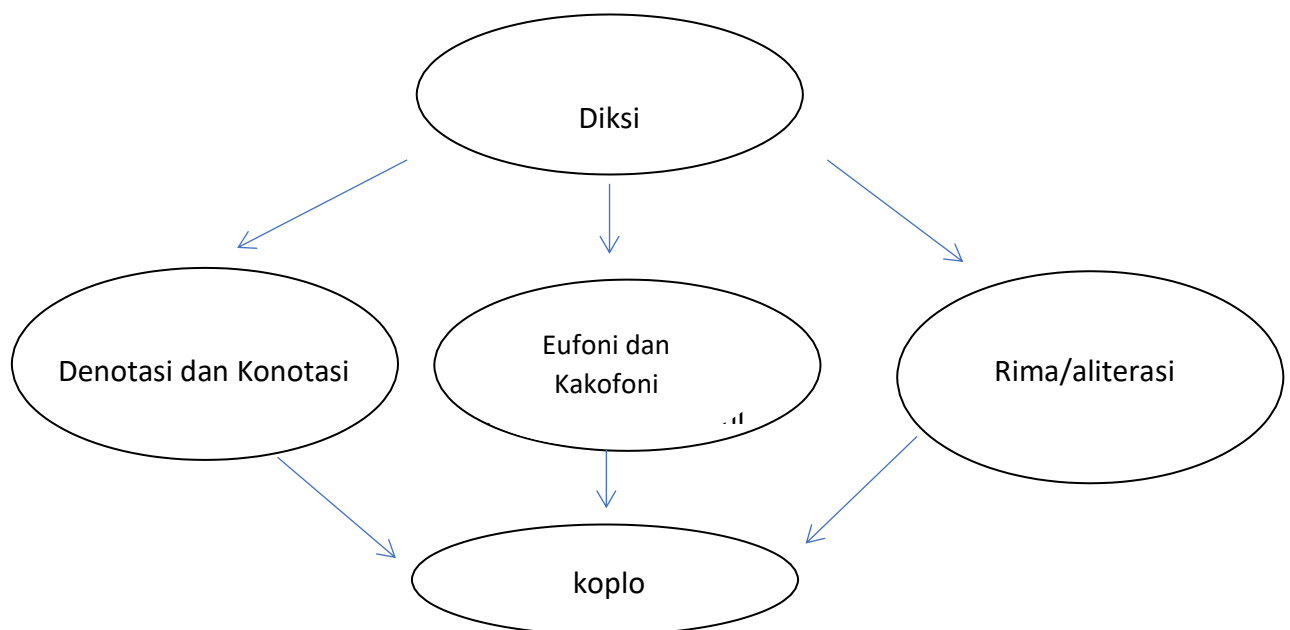 Diksi
Denotasi dan Konotasi
Eufoni dan
Kakofoni
Rima/aliterasi
koplo